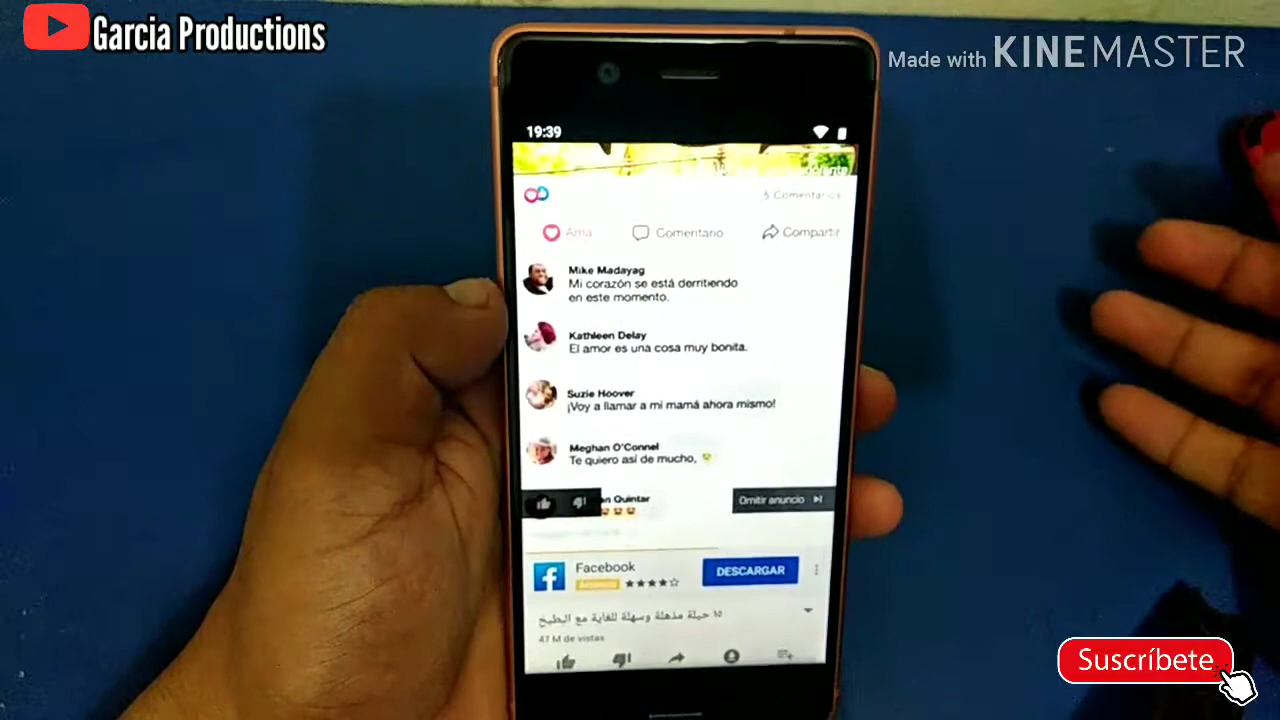 Garcia Productions
Made with KINEMASTER
19:39
5 Comentarios
Ama Comentario Compartir
Mike Madayag
Mi corazón se está derritiendo
en este momento.
Kathleen Delay
El amor es una cosa muy bonita.
Suzie Hoover
¡Voy a llamar a mi mamá ahora mismo!
Meghan O'Connel
Te quiero así de mucho,
Quintar
Omitir anuncio
Facebook
DESCARGAR
١٥ حيلة مذهلة وسهلة للغاية مع البطيخ
47 M de vistas
Suscríbete